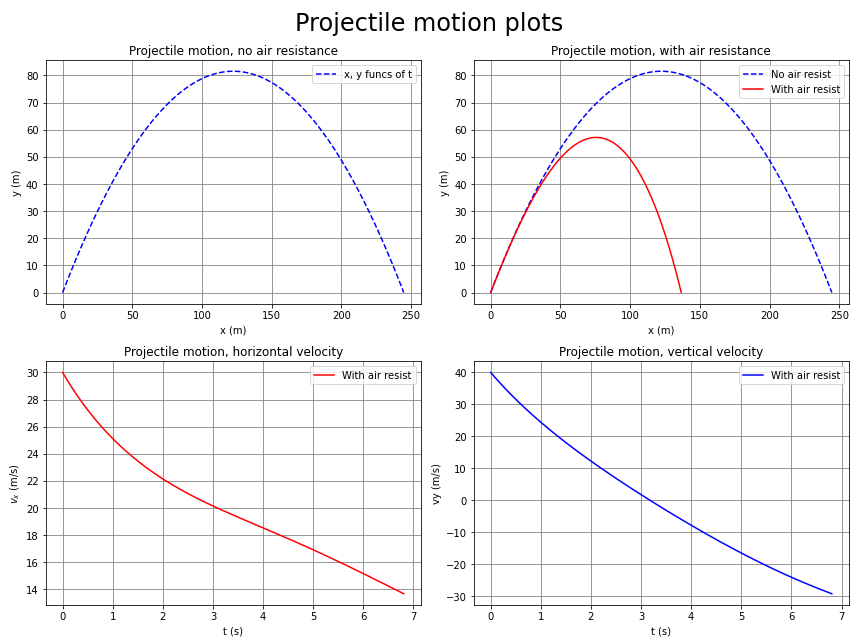 Projectile motion plots
Projectile motion, no air resistance
x, y funcs of t
80
70
60
50
40
30
20
10
0
y (m)
0 50 100 150 200 250
x (m)
Projectile motion, with air resistance
No air resist
With air resist
80
70
60
50
40
30
20
10
0
y (m)
0 50 100 150 200 250
x (m)
Projectile motion, horizontal velocity
With air resist
30
28
26
24
22
20
18
16
14
vₓ (m/s)
0 1 2 3 4 5 6 7
t (s)
Projectile motion, vertical velocity
With air resist
40
30
20
10
0
−10
−20
−30
vy (m/s)
0 1 2 3 4 5 6 7
t (s)